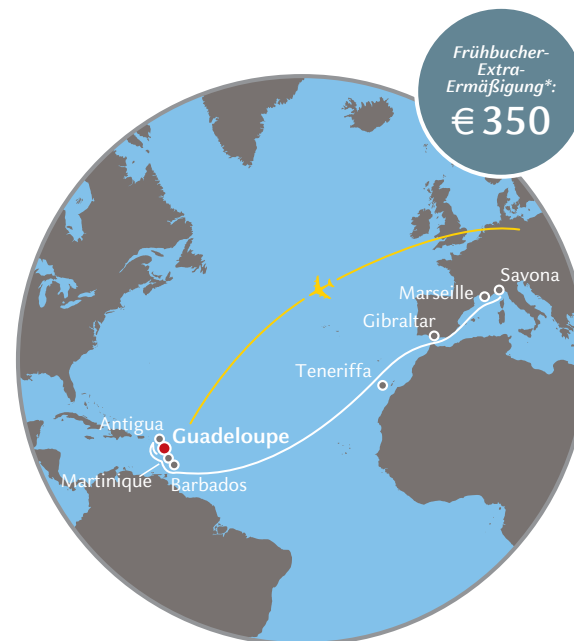 Frühbucher-
Extra-
Ermäßigung*:
€ 350
Savona
Marseille
Gibraltar
Teneriffa
Antigua
Guadeloupe
Martinique
Barbados